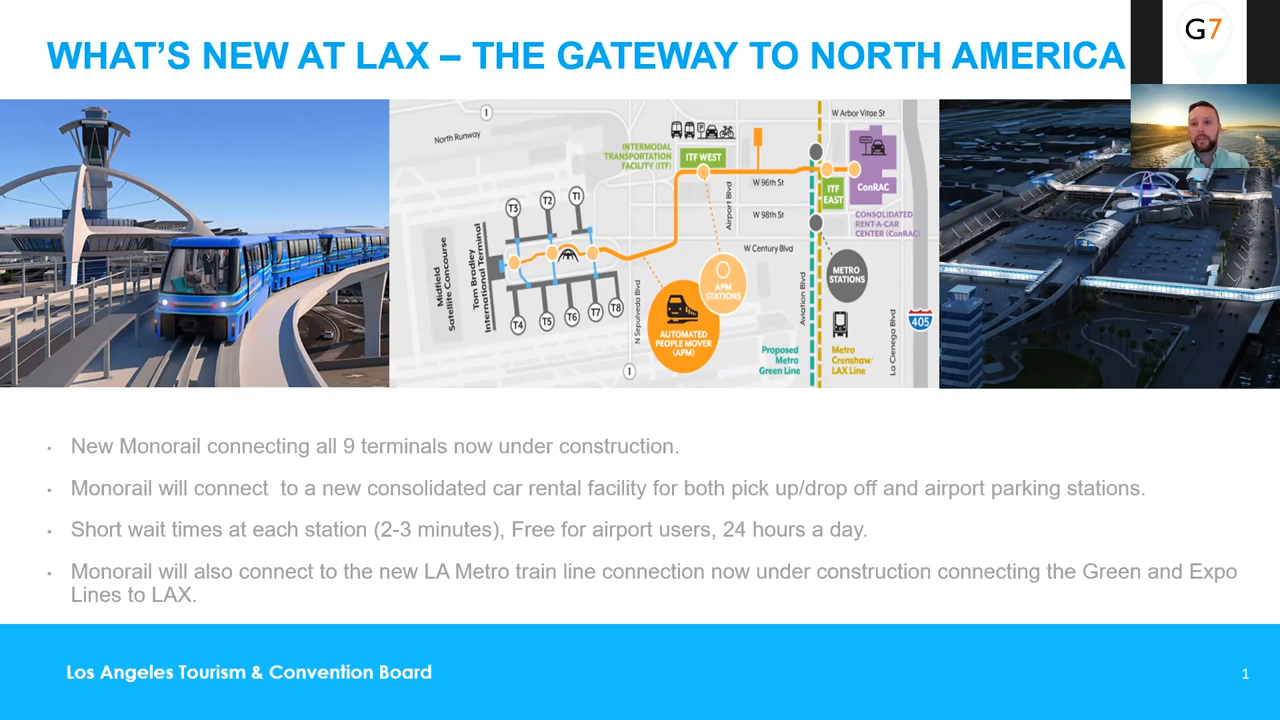 WHAT'S NEW AT LAX – THE GATEWAY TO NORTH AMERICA
G7
North Runway
1
INTERMODAL
TRANSPORTATION
FACILITY (ITF)
ITF WEST
W Arbor Vitae St
W 96th St
ITF
EAST
ConRAC
CONSOLIDATED
RENT-A-CAR
CENTER (ConRAC)
Airport Blvd
W 98th St
W Century Blvd
T3
T2
T1
Midfield
Satellite Concourse
Tom Bradley
International Terminal
T4
T5
T6
T7
T8
N Sepulveda Blvd
1
APM
STATIONS
AUTOMATED
PEOPLE MOVER
(APM)
METRO
STATIONS
Aviation Blvd
Proposed
Metro
Green Line
Metro
Crenshaw/
LAX Line
La Cienega Blvd
405
• New Monorail connecting all 9 terminals now under construction.
• Monorail will connect  to a new consolidated car rental facility for both pick up/drop off and airport parking stations.
• Short wait times at each station (2-3 minutes), Free for airport users, 24 hours a day.
• Monorail will also connect to the new LA Metro train line connection now under construction connecting the Green and Expo
Lines to LAX.
Los Angeles Tourism & Convention Board
1